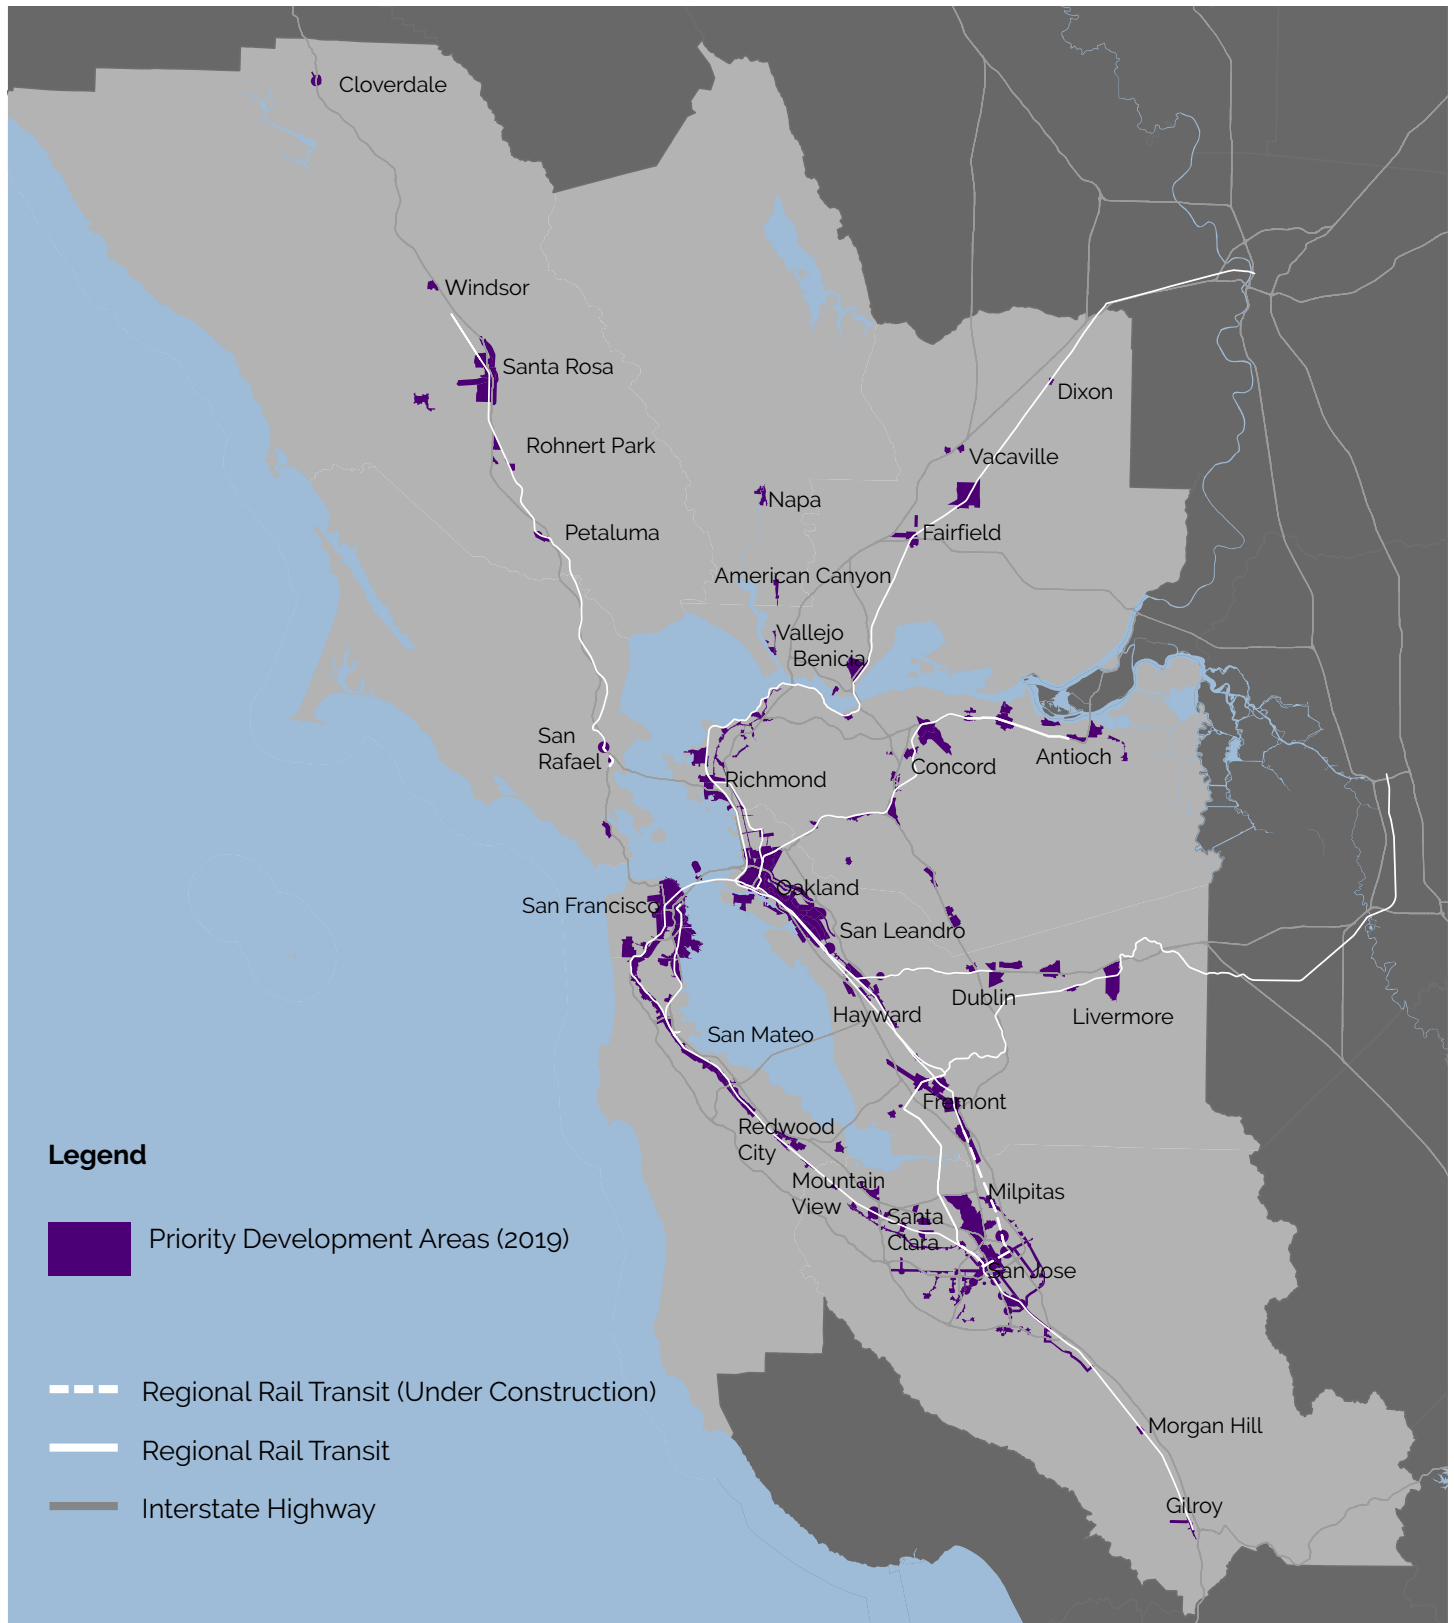 Cloverdale
Windsor
Santa Rosa
Dixon
Rohnert Park
Vacaville
Napa
Petaluma
Fairfield
American Canyon
Vallejo
Benicia
San
Rafael
Concord
Antioch
Richmond
Oakland
San Francisco
San Leandro
Dublin
Hayward
Livermore
San Mateo
Fremont
Redwood
City
Mountain
View
Milpitas
Santa
Clara
San Jose
Morgan Hill
Gilroy
Legend
Priority Development Areas (2019)
Regional Rail Transit (Under Construction)
Regional Rail Transit
Interstate Highway